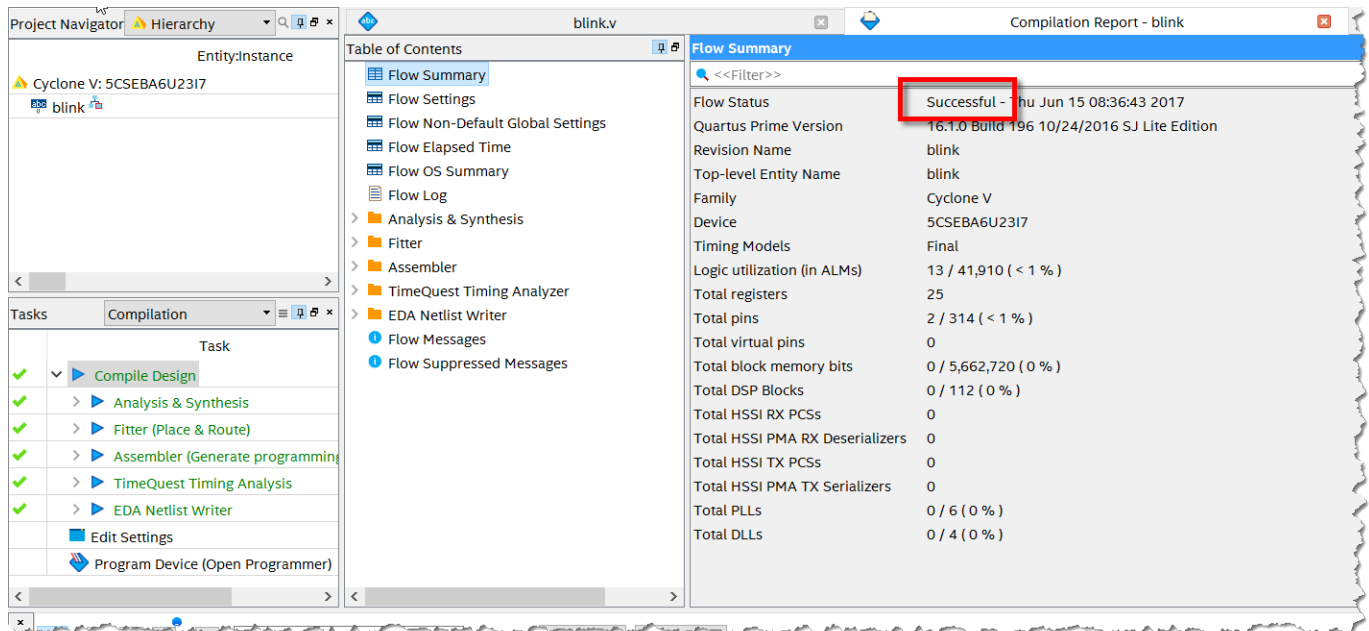 Project Navigator Hierarchy
Entity:Instance
Cyclone V: 5CSEBA6U23I7
blink
Tasks Compilation
Task
Compile Design
Analysis & Synthesis
Fitter (Place & Route)
Assembler (Generate programming
TimeQuest Timing Analysis
EDA Netlist Writer
Edit Settings
Program Device (Open Programmer)
blink.v
Compilation Report - blink
Table of Contents
Flow Summary
Flow Settings
Flow Non-Default Global Settings
Flow Elapsed Time
Flow OS Summary
Flow Log
Analysis & Synthesis
Fitter
Assembler
TimeQuest Timing Analyzer
EDA Netlist Writer
Flow Messages
Flow Suppressed Messages
Flow Summary
<<Filter>>
Flow Status Successful - Thu Jun 15 08:36:43 2017
Quartus Prime Version 16.1.0 Build 196 10/24/2016 SJ Lite Edition
Revision Name blink
Top-level Entity Name blink
Family Cyclone V
Device 5CSEBA6U23I7
Timing Models Final
Logic utilization (in ALMs) 13 / 41,910 ( < 1 % )
Total registers 25
Total pins 2 / 314 ( < 1 % )
Total virtual pins 0
Total block memory bits 0 / 5,662,720 ( 0 % )
Total DSP Blocks 0 / 112 ( 0 % )
Total HSSI RX PCSs 0
Total HSSI PMA RX Deserializers 0
Total HSSI TX PCSs 0
Total HSSI PMA TX Serializers 0
Total PLLs 0 / 6 ( 0 % )
Total DLLs 0 / 4 ( 0 % )